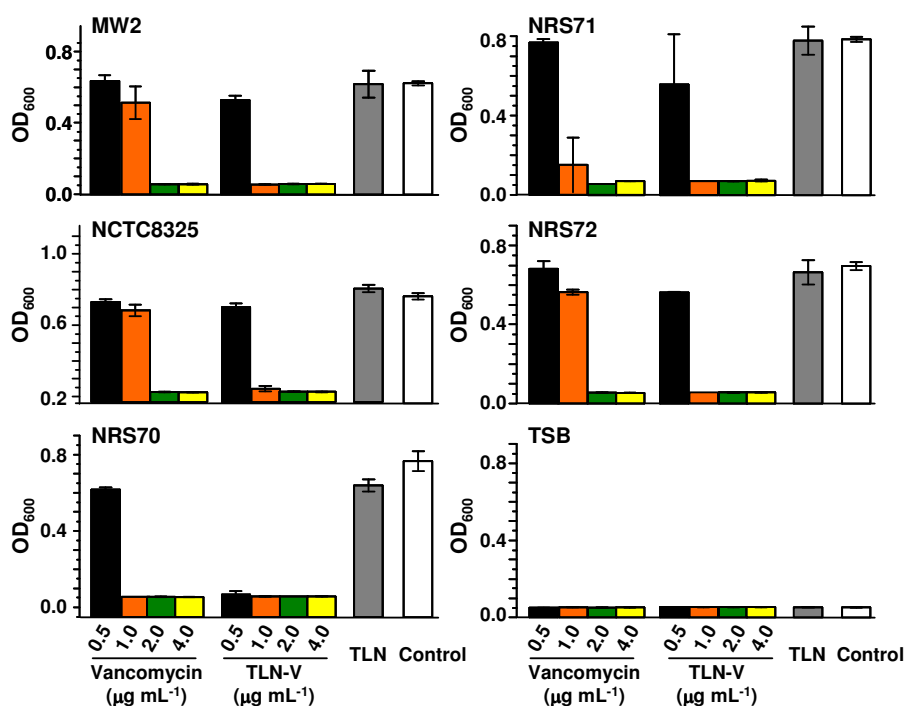 MW2
OD600
0.8
0.4
0.0
NRS71
OD600
0.8
0.4
0.0
NCTC8325
OD600
1.0
0.6
0.2
NRS72
OD600
0.8
0.4
0.0
NRS70
OD600
0.8
0.4
0.0
TSB
OD600
0.8
0.4
0.0
0.5 1.0 2.0 4.0 0.5 1.0 2.0 4.0 TLN Control
Vancomycin TLN-V
(μg mL-1) (μg mL-1)
0.5 1.0 2.0 4.0 0.5 1.0 2.0 4.0 TLN Control
Vancomycin TLN-V
(μg mL-1) (μg mL-1)